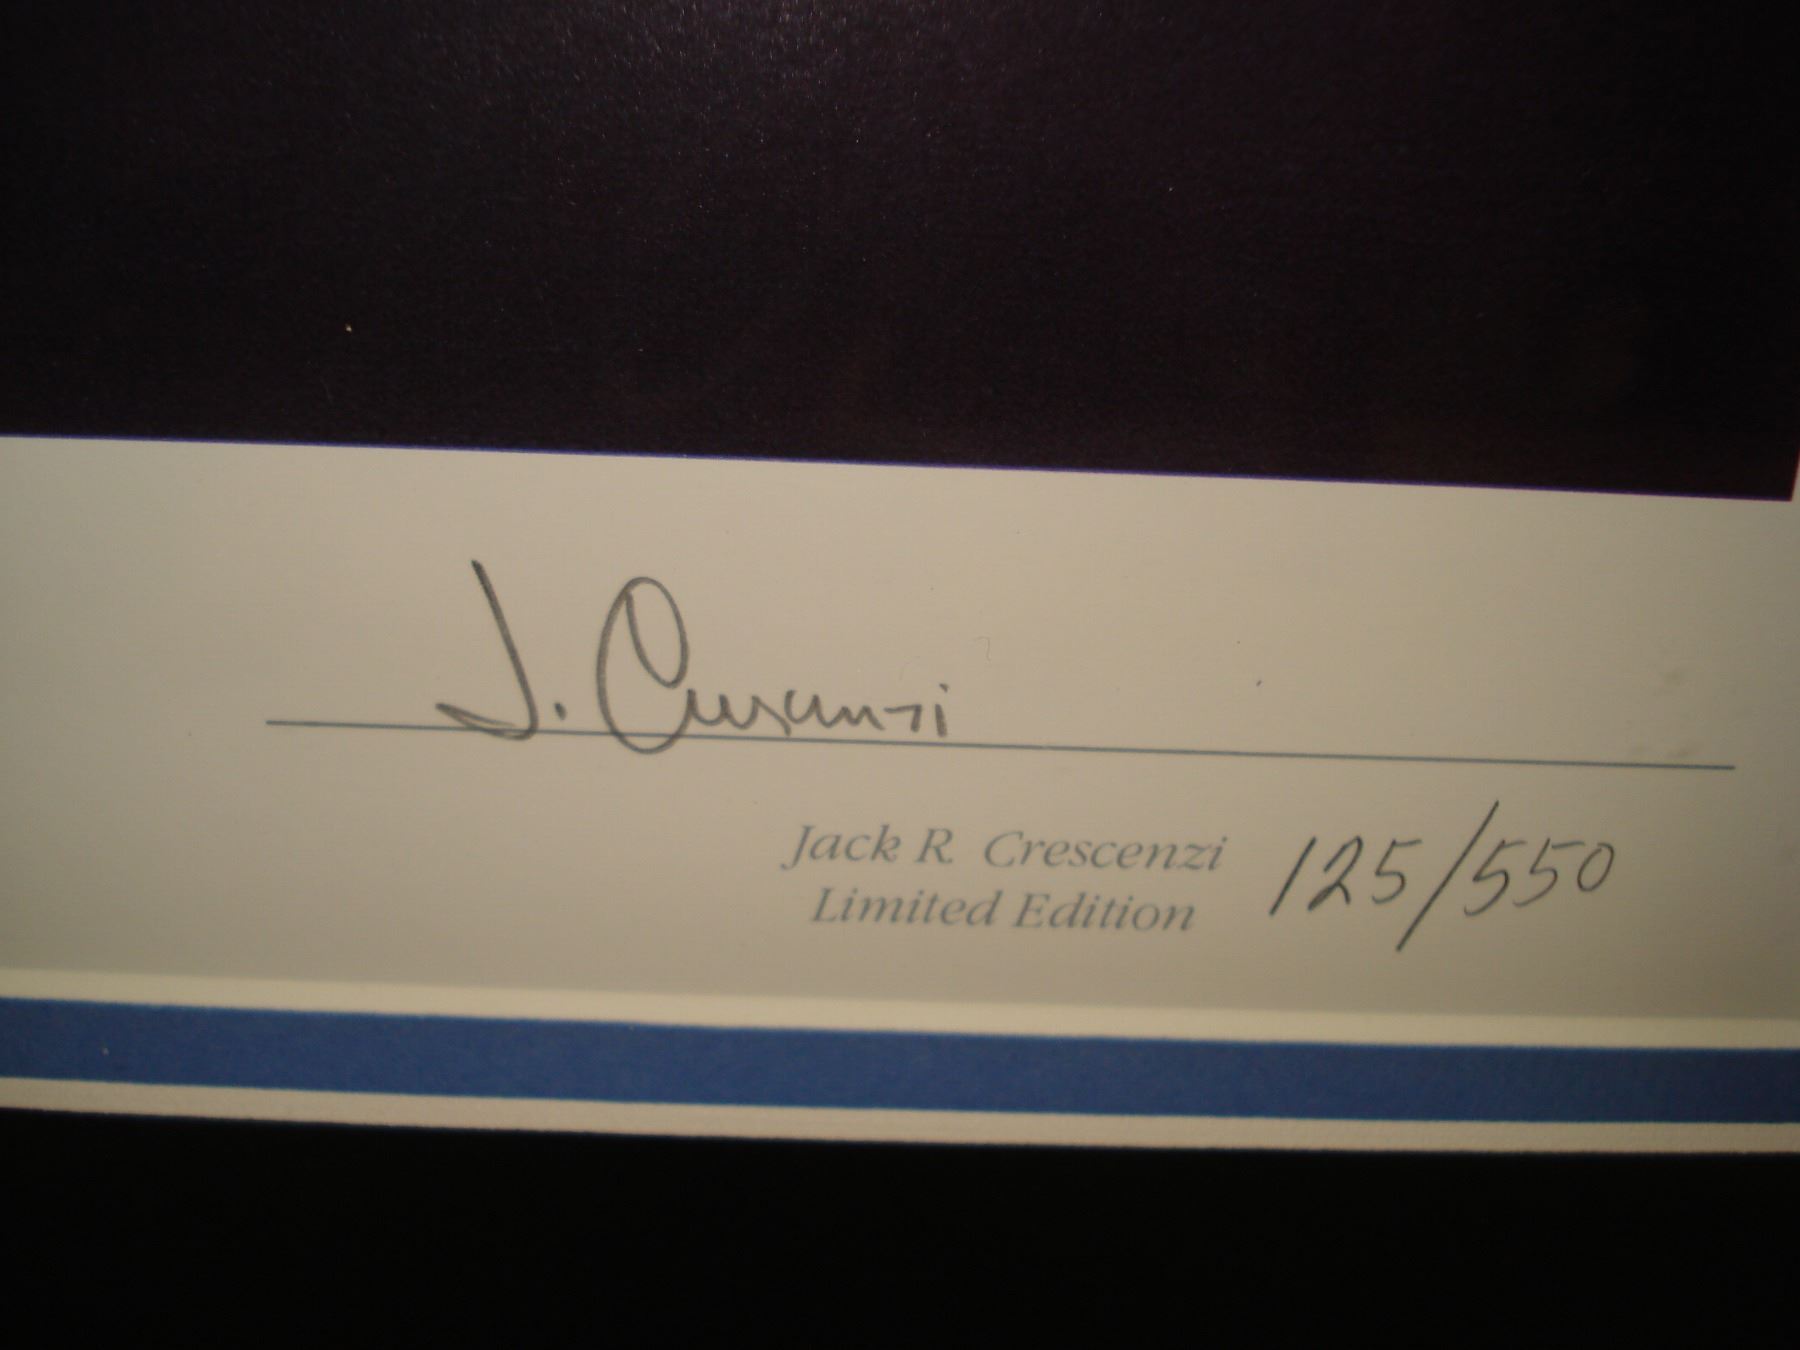 J. Crescenzi
Jack R. Crescenzi 125/550
Limited Edition